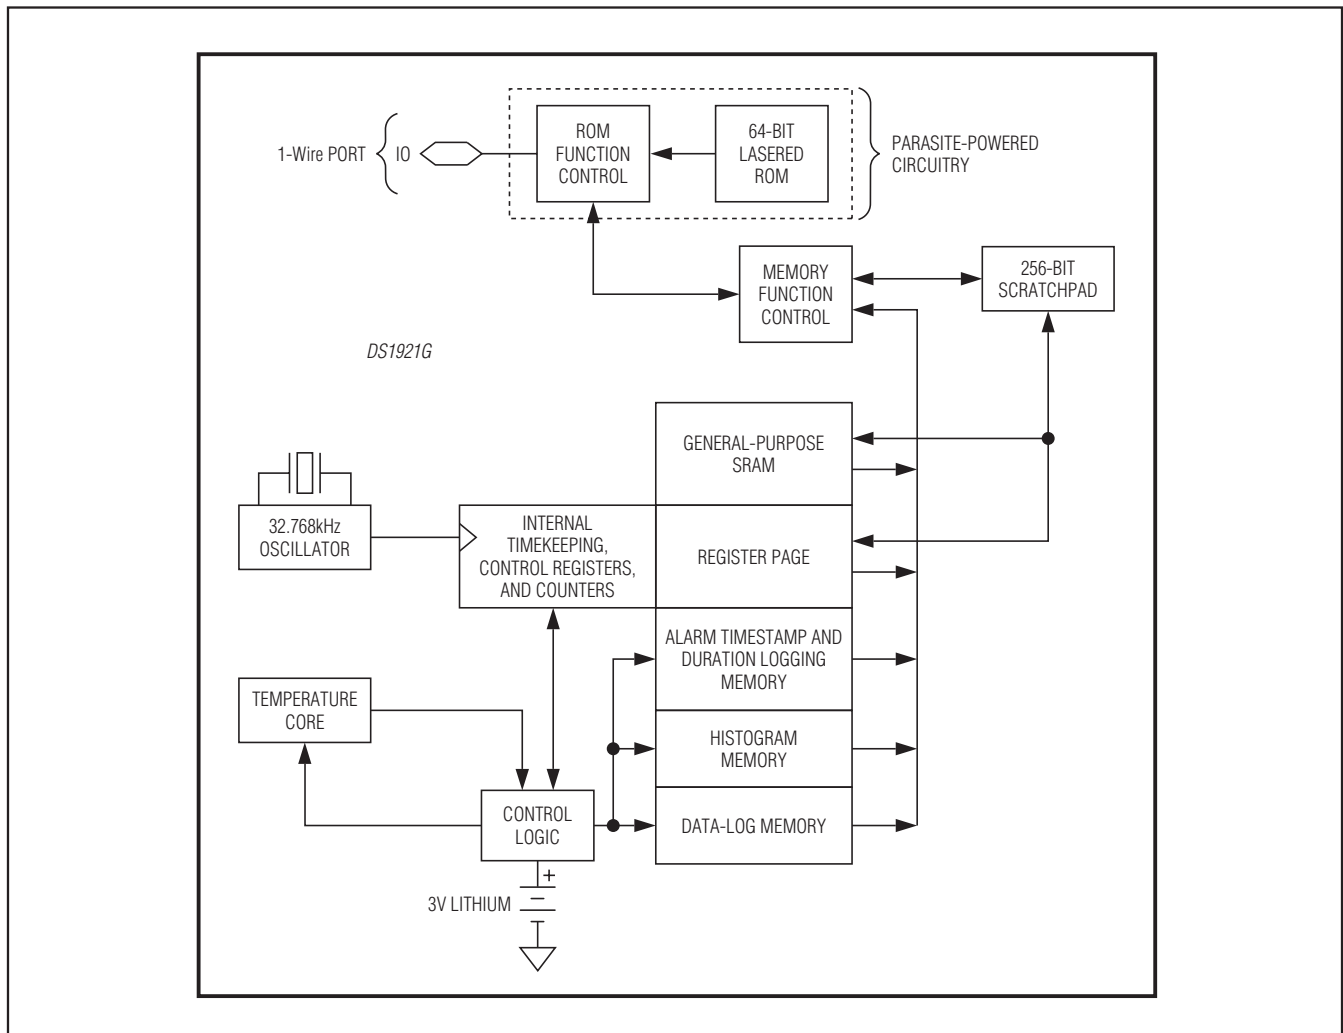 1-Wire PORT
IO
ROM
FUNCTION
CONTROL
64-BIT
LASERED
ROM
PARASITE-POWERED
CIRCUITRY
MEMORY
FUNCTION
CONTROL
256-BIT
SCRATCHPAD
DS1921G
GENERAL-PURPOSE
SRAM
32.768kHz
OSCILLATOR
INTERNAL
TIMEKEEPING,
CONTROL REGISTERS,
AND COUNTERS
REGISTER PAGE
ALARM TIMESTAMP AND
DURATION LOGGING
MEMORY
TEMPERATURE
CORE
HISTOGRAM
MEMORY
CONTROL
LOGIC
DATA-LOG MEMORY
3V LITHIUM
+